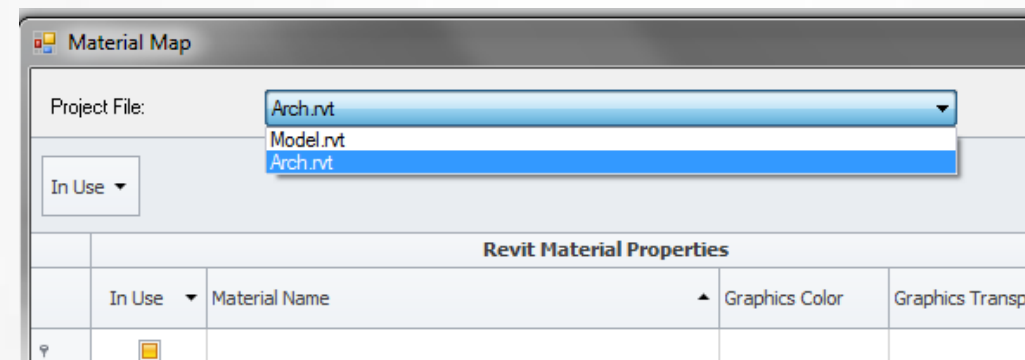 Material Map
Project File:
Arch.rvt
Model.rvt
Arch.rvt
In Use
Revit Material Properties
In Use Material Name Graphics Color Graphics Transp